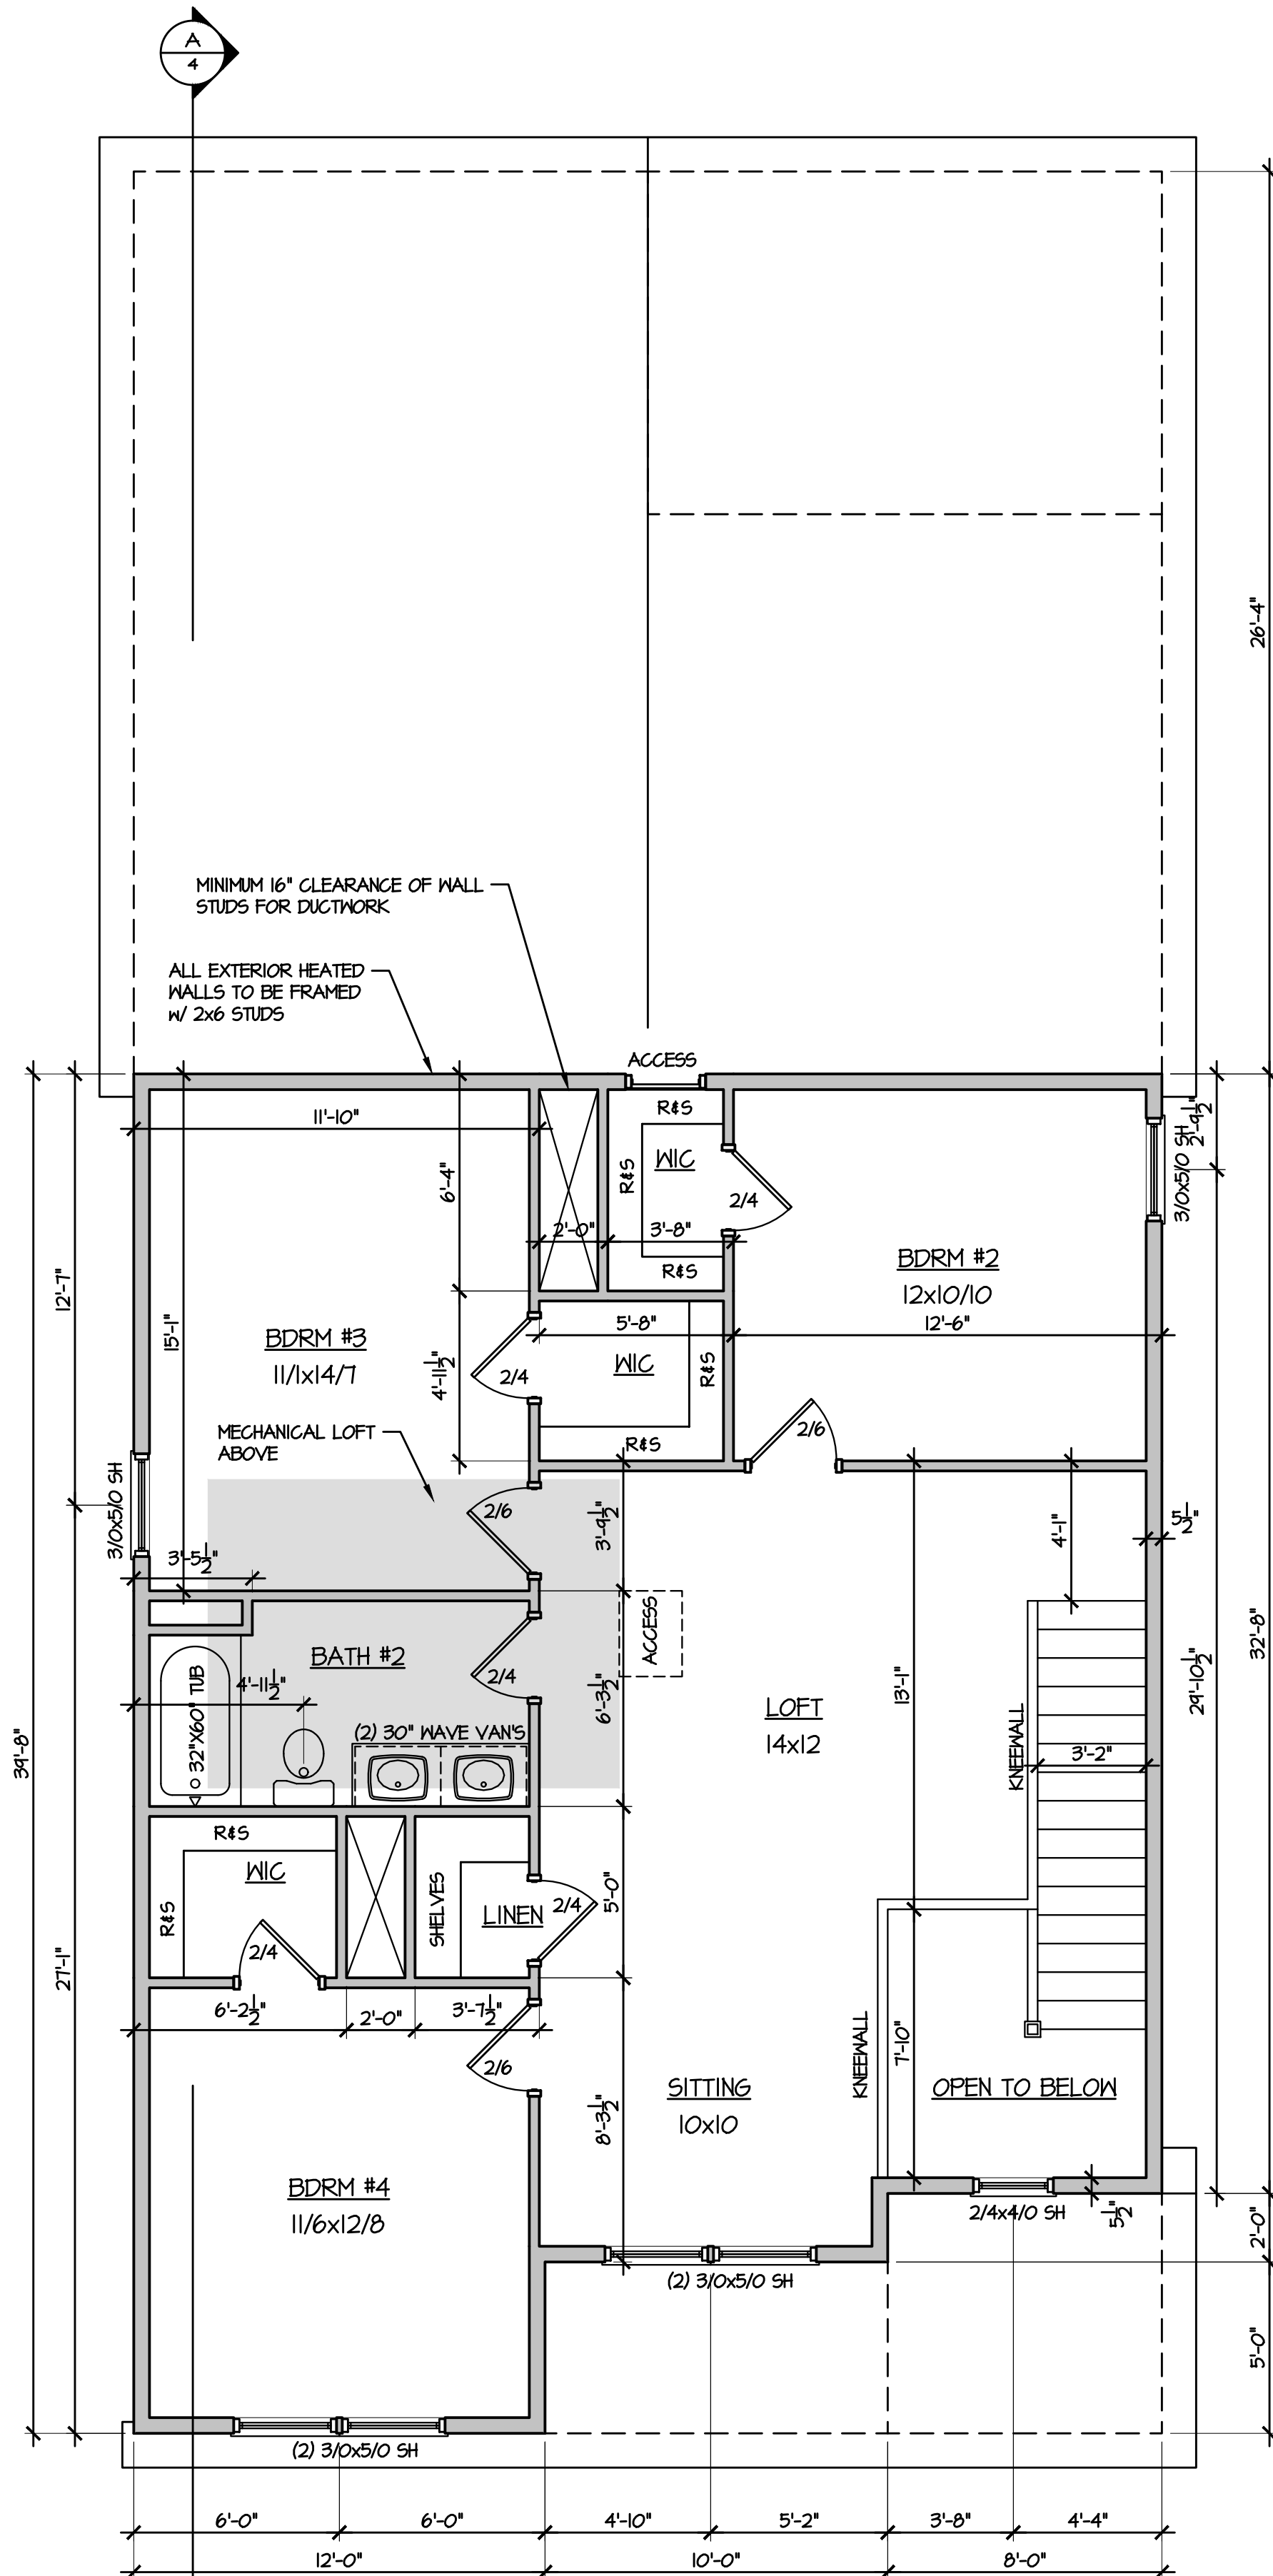 A
4
26'-4"
MINIMUM 16" CLEARANCE OF WALL
STUDS FOR DUCTWORK
ALL EXTERIOR HEATED
WALLS TO BE FRAMED
w/ 2x6 STUDS
ACCESS
11'-10"
R&S
WIC
R&S
2/4
2'-0"
3'-8"
R&S
6'-4"
2'-9 1/2"
3/0x5/0 SH
BDRM #2
12x10/10
12'-6"
12'-7"
15'-1"
BDRM #3
11/1x14/7
5'-8"
WIC
2/4
R&S
R&S
4'-11 1/2"
2/6
MECHANICAL LOFT
ABOVE
2/6
3/0x5/0 SH
3'-5 1/2"
3'-9 1/2"
4'-1"
5 1/2"
BATH #2
2/4
ACCESS
32"X60" TUB
4'-11 1/2"
(2) 30" WAVE VAN'S
6'-3 1/2"
LOFT
14x12
13'-1"
KNEEWALL
3'-2"
29'-10 1/2"
32'-8"
39'-8"
R&S
WIC
R&S
2/4
SHELVES
LINEN
2/4
5'-0"
27'-1"
6'-2 1/2"
2'-0"
3'-7 1/2"
2/6
KNEEWALL
7'-10"
SITTING
10x10
OPEN TO BELOW
8'-3 1/2"
BDRM #4
11/6x12/8
2/4x4/0 SH
5 1/2"
2'-0"
(2) 3/0x5/0 SH
5'-0"
(2) 3/0x5/0 SH
6'-0"
6'-0"
4'-10"
5'-2"
3'-8"
4'-4"
12'-0"
10'-0"
8'-0"